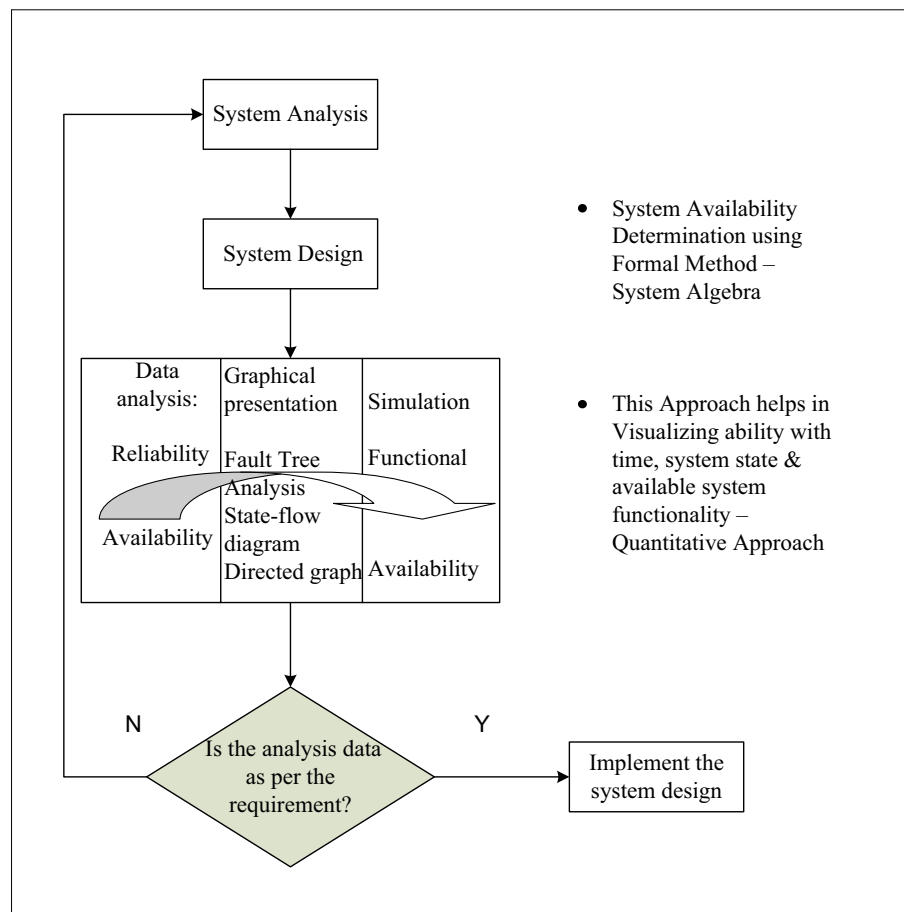 System Analysis
System Design
Data
analysis:
Reliability
Availability
Graphical
presentation
Fault Tree
Analysis
State-flow
diagram
Directed graph
Simulation
Functional
Availability
N
Is the analysis data
as per the
requirement?
Y
Implement the
system design
• System Availability
Determination using
Formal Method –
System Algebra
• This Approach helps in
Visualizing ability with
time, system state &
available system
functionality –
Quantitative Approach